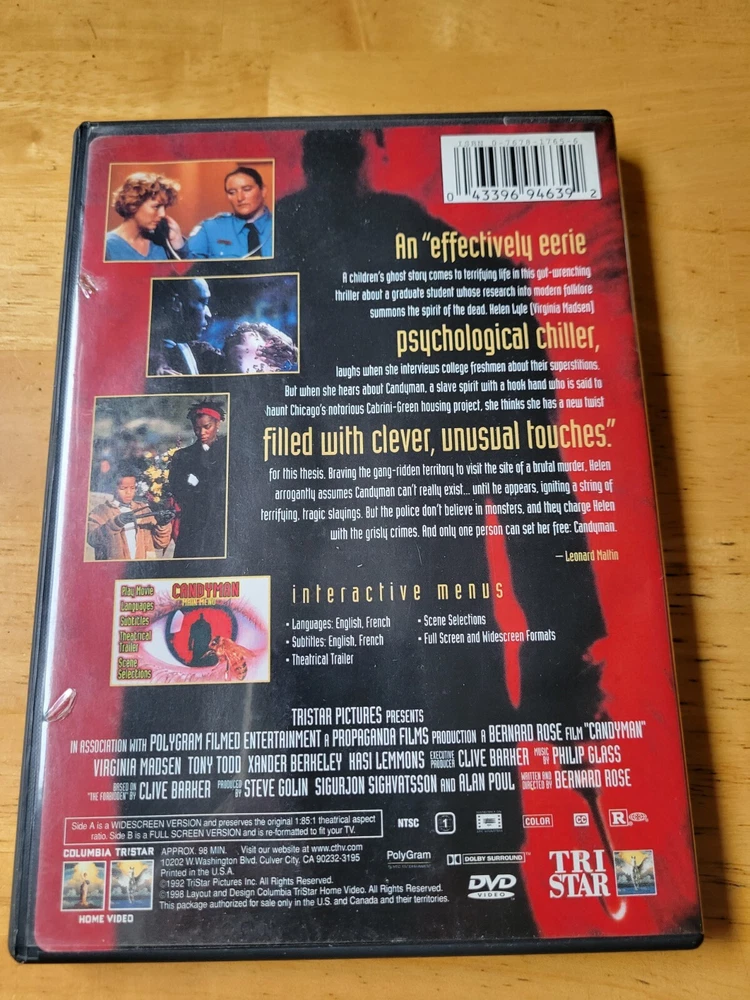 ISBN 0-7678-1765-6
0 43396 94639 2
An "effectively eerie
A children's ghost story comes to terrifying life in this gut-wrenching
thriller about a graduate student whose research into modern folklore
summons the spirit of the dead. Helen Lyle (Virginia Madsen)
psychological chiller,
laughs when she interviews college freshmen about their superstitions.
But when she hears about Candyman, a slave spirit with a hook hand who is said to
haunt Chicago's notorious Cabrini-Green housing project, she thinks she has a new twist
filled with clever, unusual touches."
for this thesis. Braving the gang-ridden territory to visit the site of a brutal murder, Helen
arrogantly assumes Candyman can't really exist... until he appears, igniting a string of
terrifying, tragic slayings. But the police don't believe in monsters, and they charge Helen
with the grisly crimes. And only one person can set her free: Candyman.
— Leonard Maltin
Play Movie
Languages
Subtitles
Theatrical
Trailer
Scene
Selections
CANDYMAN
MAIN MENU
interactive menus
• Languages: English, French
• Subtitles: English, French
• Theatrical Trailer
• Scene Selections
• Full Screen and Widescreen Formats
TRISTAR PICTURES PRESENTS
IN ASSOCIATION WITH POLYGRAM FILMED ENTERTAINMENT A PROPAGANDA FILMS PRODUCTION A BERNARD ROSE FILM "CANDYMAN"
VIRGINIA MADSEN TONY TODD XANDER BERKELEY KASI LEMMONS EXECUTIVE PRODUCER CLIVE BARKER MUSIC BY PHILIP GLASS
BASED ON "THE FORBIDDEN" BY CLIVE BARKER PRODUCED BY STEVE GOLIN SIGURJON SIGHVATSSON AND ALAN POUL WRITTEN AND DIRECTED BY BERNARD ROSE
Side A is a WIDESCREEN VERSION and preserves the original 1:85:1 theatrical aspect
ratio. Side B is a FULL SCREEN VERSION and is re-formatted to fit your TV.
NTSC
1
COLOR
CC
R
COLUMBIA TRISTAR
HOME VIDEO
APPROX. 98 MIN. Visit our website at www.cthv.com
10202 W. Washington Blvd. Culver City, CA 90232-3195
Printed in the U.S.A.
©1992 TriStar Pictures Inc. All Rights Reserved.
©1998 Layout and Design Columbia TriStar Home Video. All Rights Reserved.
This package authorized for sale only in the U.S. and Canada and their territories.
PolyGram
DOLBY SURROUND
DVD
VIDEO
TRI
STAR